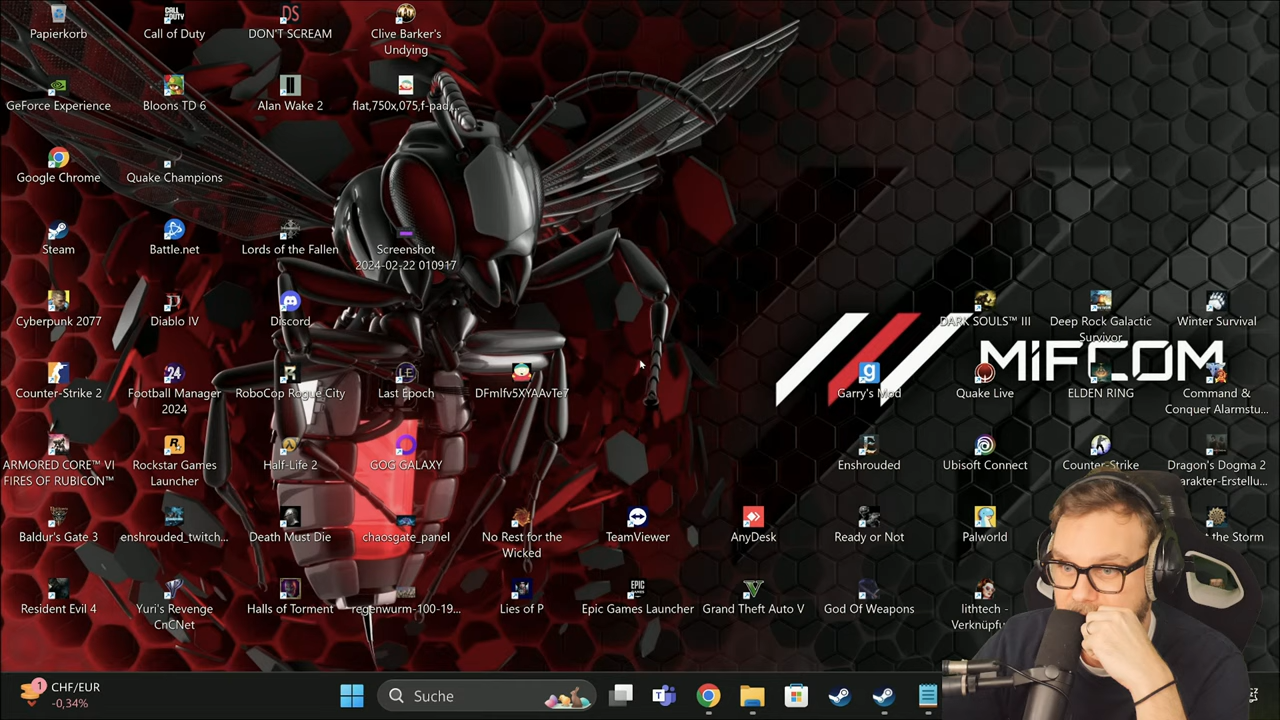 Papierkorb
Call of Duty
DON'T SCREAM
Clive Barker's
Undying
GeForce Experience
Bloons TD 6
Alan Wake 2
flat,750x,075,f-pad,...
Google Chrome
Quake Champions
Steam
Battle.net
Lords of the Fallen
Screenshot
2024-02-22 010917
Cyberpunk 2077
Diablo IV
Discord
DARK SOULS™ III
Deep Rock Galactic
Survivor
Winter Survival
MIFCOM
Counter-Strike 2
Football Manager
2024
RoboCop Rogue City
Last Epoch
DFmlfv5XYAAvTe7
Garry's Mod
Quake Live
ELDEN RING
Command &
Conquer Alarmstu...
ARMORED CORE™ VI
FIRES OF RUBICON™
Rockstar Games
Launcher
Half-Life 2
GOG GALAXY
Enshrouded
Ubisoft Connect
Counter-Strike
Dragon's Dogma 2
arakter-Erstellu...
Baldur's Gate 3
enshrouded_twitch...
Death Must Die
chaosgate_panel
No Rest for the
Wicked
TeamViewer
AnyDesk
Ready or Not
Palworld
t the Storm
Resident Evil 4
Yuri's Revenge
CnCNet
Halls of Torment
regenwurm-100-19...
Lies of P
Epic Games Launcher
Grand Theft Auto V
God Of Weapons
lithtech -
Verknüpfu
1
CHF/EUR
-0,34%
Suche